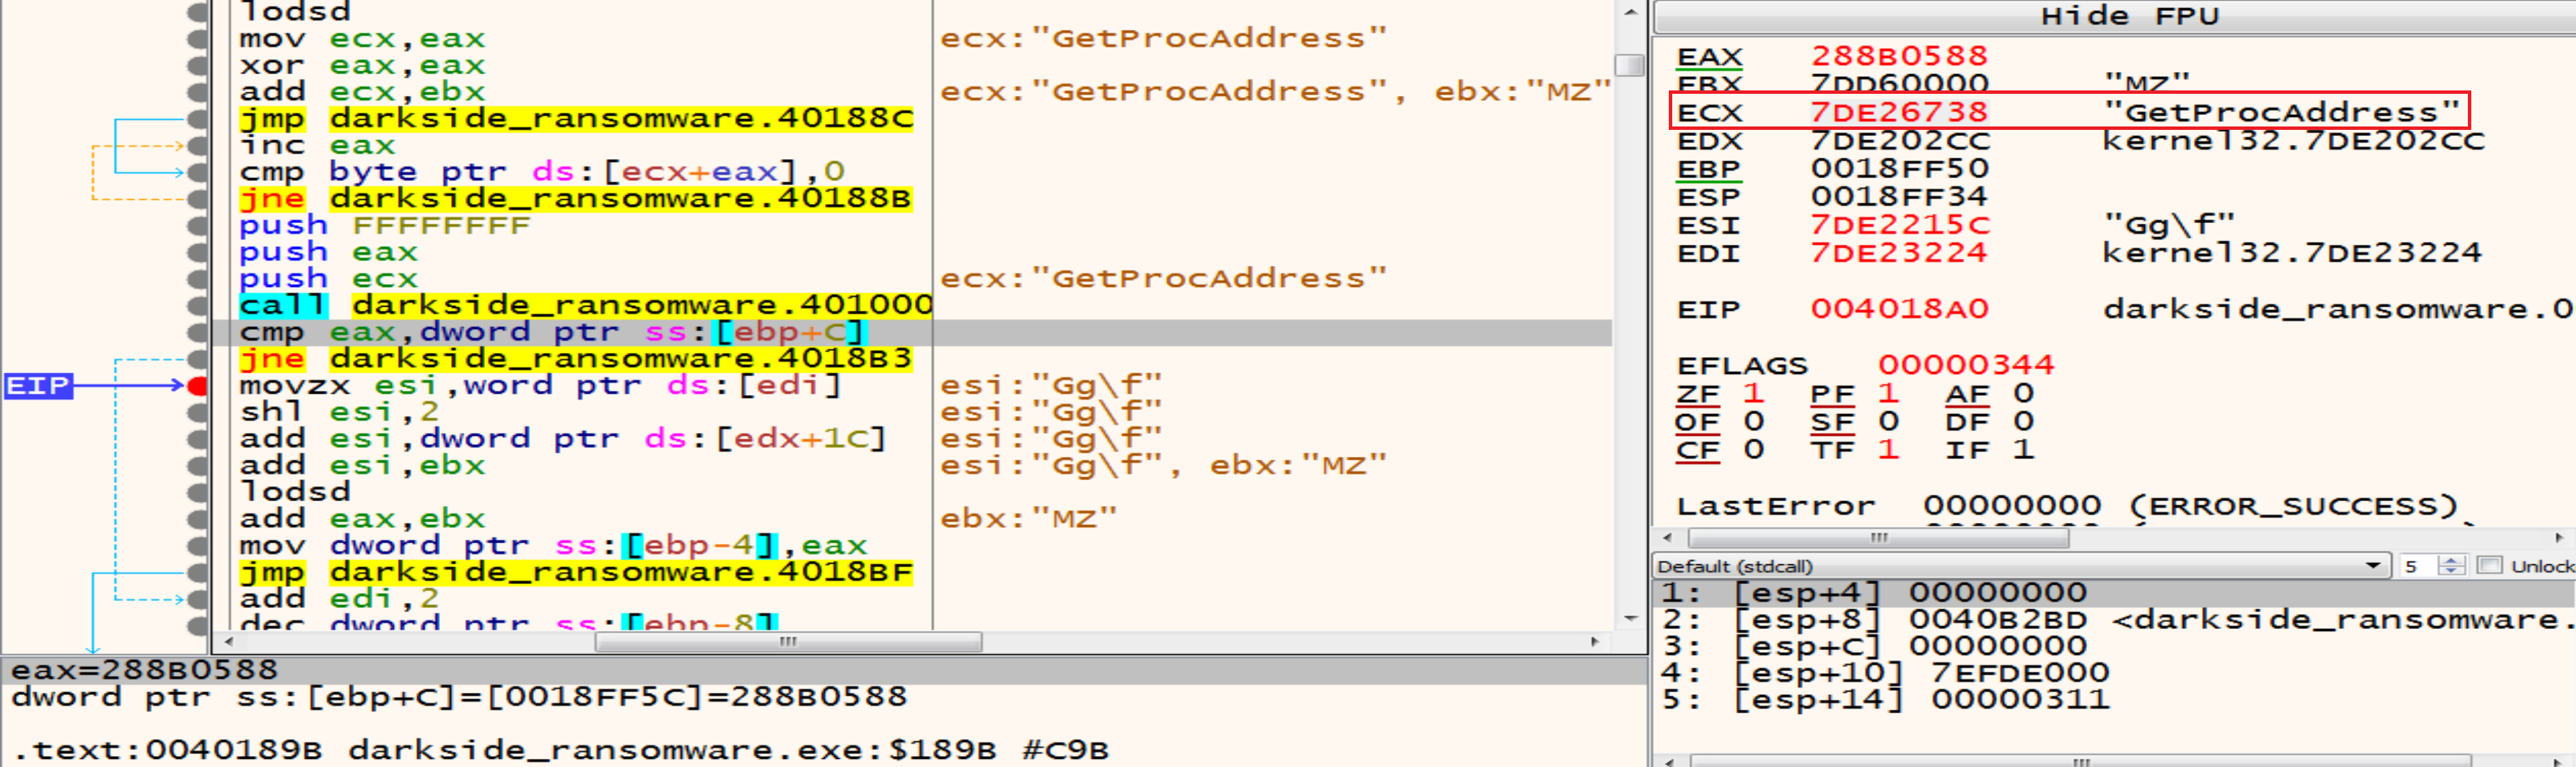 lodsd
mov ecx,eax ecx:"GetProcAddress"
xor eax,eax
add ecx,ebx ecx:"GetProcAddress", ebx:"MZ"
jmp darkside_ransomware.40188C
inc eax
cmp byte ptr ds:[ecx+eax],0
jne darkside_ransomware.40188B
push FFFFFFFF
push eax
push ecx ecx:"GetProcAddress"
call darkside_ransomware.401000
cmp eax,dword ptr ss:[ebp+C]
jne darkside_ransomware.4018B3
EIP movzx esi,word ptr ds:[edi] esi:"Gg\f"
shl esi,2 esi:"Gg\f"
add esi,dword ptr ds:[edx+1C] esi:"Gg\f"
add esi,ebx esi:"Gg\f", ebx:"MZ"
lodsd
add eax,ebx ebx:"MZ"
mov dword ptr ss:[ebp-4],eax
jmp darkside_ransomware.4018BF
add edi,2
dec dword ptr ss:[ebp-8]
eax=288B0588
dword ptr ss:[ebp+C]=[0018FF5C]=288B0588
.text:0040189B darkside_ransomware.exe:$189B #C9B
Hide FPU
EAX 288B0588
EBX 7DD60000 "MZ"
ECX 7DE26738 "GetProcAddress"
EDX 7DE202CC kernel32.7DE202CC
EBP 0018FF50
ESP 0018FF34
ESI 7DE2215C "Gg\f"
EDI 7DE23224 kernel32.7DE23224
EIP 004018A0 darkside_ransomware.0
EFLAGS 00000344
ZF 1 PF 1 AF 0
OF 0 SF 0 DF 0
CF 0 TF 1 IF 1
LastError 00000000 (ERROR_SUCCESS)
Default (stdcall) 5 Unlock
1: [esp+4] 00000000
2: [esp+8] 0040B2BD <darkside_ransomware.
3: [esp+C] 00000000
4: [esp+10] 7EFDE000
5: [esp+14] 00000311